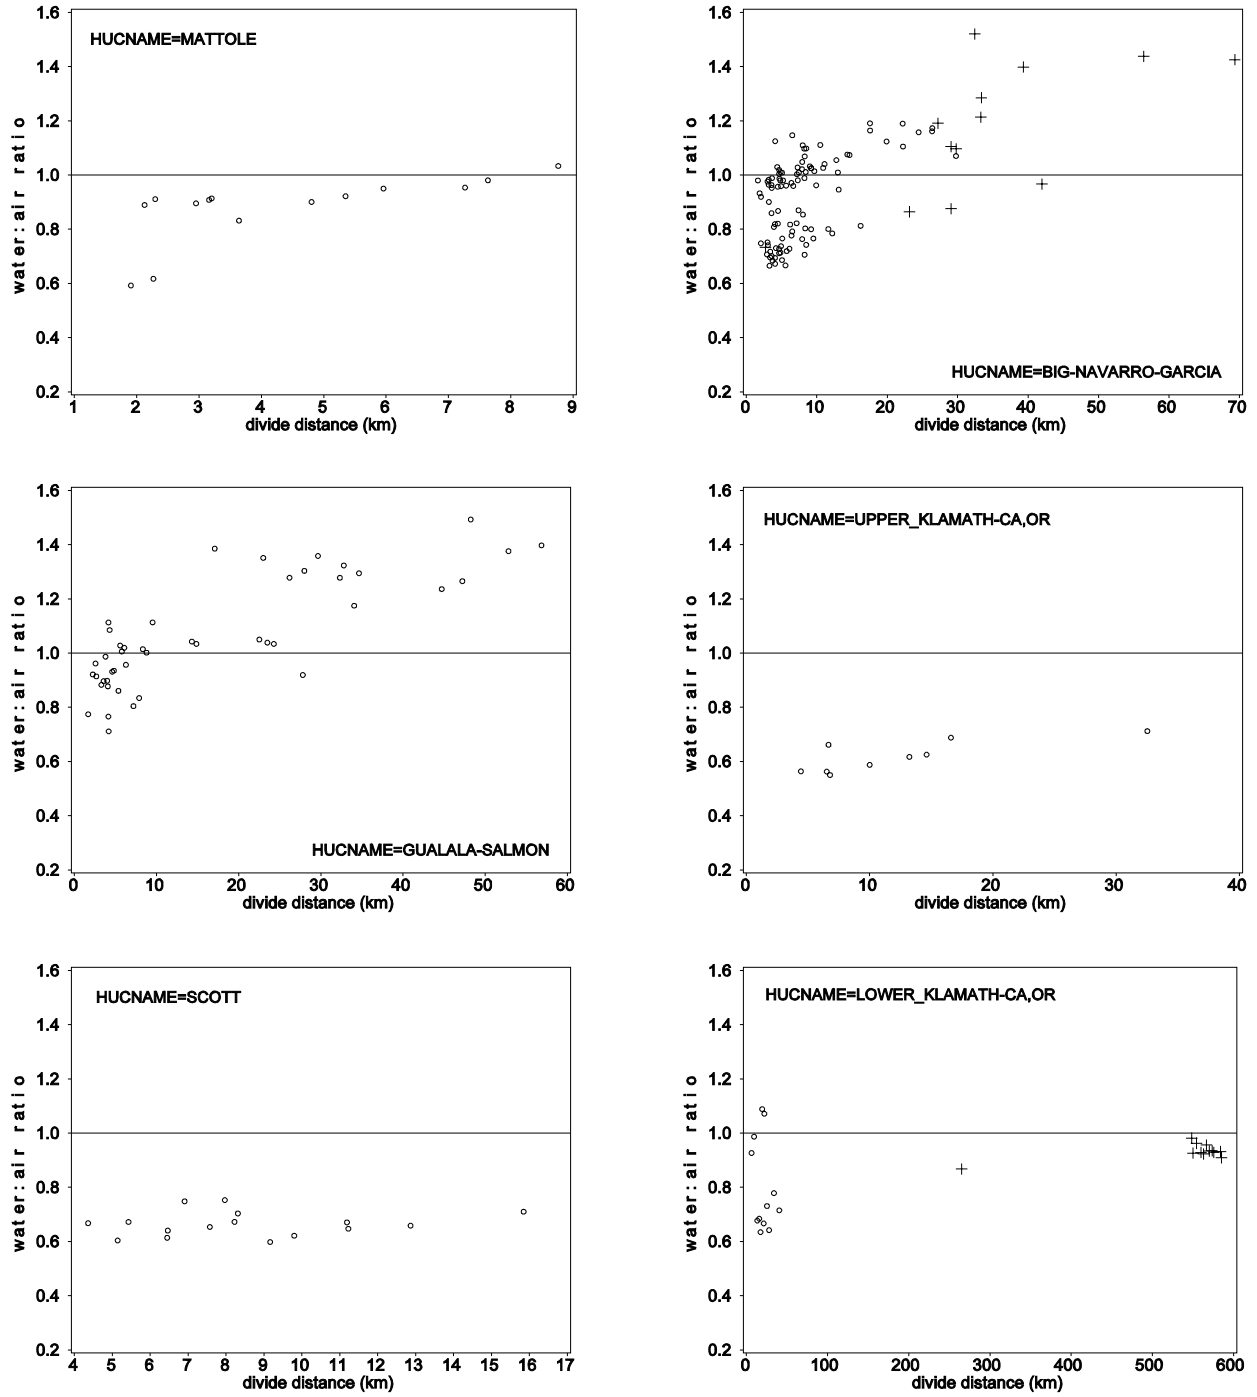 1.6
HUCNAME=MATTOLE
1.4
1.2
1.0
0.8
0.6
0.4
0.2
water:air ratio
1 2 3 4 5 6 7 8 9
divide distance (km)
1.6
1.4
1.2
1.0
0.8
0.6
0.4
HUCNAME=BIG-NAVARRO-GARCIA
0.2
water:air ratio
0 10 20 30 40 50 60 70
divide distance (km)
1.6
1.4
1.2
1.0
0.8
0.6
0.4
HUCNAME=GUALALA-SALMON
0.2
water:air ratio
0 10 20 30 40 50 60
divide distance (km)
1.6
HUCNAME=UPPER_KLAMATH-CA,OR
1.4
1.2
1.0
0.8
0.6
0.4
0.2
water:air ratio
0 10 20 30 40
divide distance (km)
1.6
HUCNAME=SCOTT
1.4
1.2
1.0
0.8
0.6
0.4
0.2
water:air ratio
4 5 6 7 8 9 10 11 12 13 14 15 16 17
divide distance (km)
1.6
HUCNAME=LOWER_KLAMATH-CA,OR
1.4
1.2
1.0
0.8
0.6
0.4
0.2
water:air ratio
0 100 200 300 400 500 600
divide distance (km)